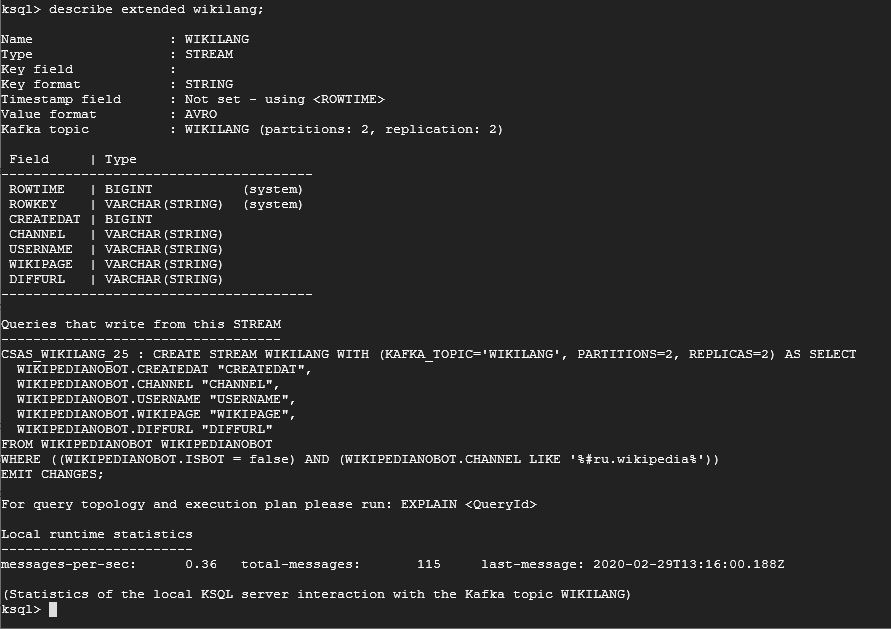 ksql> describe extended wikilang;
Name : WIKILANG
Type : STREAM
Key field :
Key format : STRING
Timestamp field : Not set - using <ROWTIME>
Value format : AVRO
Kafka topic : WIKILANG (partitions: 2, replication: 2)
Field | Type
----------------------------------------
ROWTIME | BIGINT (system)
ROWKEY | VARCHAR(STRING) (system)
CREATEDAT | BIGINT
CHANNEL | VARCHAR(STRING)
USERNAME | VARCHAR(STRING)
WIKIPAGE | VARCHAR(STRING)
DIFFURL | VARCHAR(STRING)
----------------------------------------
Queries that write from this STREAM
-----------------------------------
CSAS_WIKILANG_25 : CREATE STREAM WIKILANG WITH (KAFKA_TOPIC='WIKILANG', PARTITIONS=2, REPLICAS=2) AS SELECT
WIKIPEDIANOBOT.CREATEDAT "CREATEDAT",
WIKIPEDIANOBOT.CHANNEL "CHANNEL",
WIKIPEDIANOBOT.USERNAME "USERNAME",
WIKIPEDIANOBOT.WIKIPAGE "WIKIPAGE",
WIKIPEDIANOBOT.DIFFURL "DIFFURL"
FROM WIKIPEDIANOBOT WIKIPEDIANOBOT
WHERE ((WIKIPEDIANOBOT.ISBOT = false) AND (WIKIPEDIANOBOT.CHANNEL LIKE '%#ru.wikipedia%'))
EMIT CHANGES;
For query topology and execution plan please run: EXPLAIN <QueryId>
Local runtime statistics
------------------------
messages-per-sec: 0.36 total-messages: 115 last-message: 2020-02-29T13:16:00.188Z
(Statistics of the local KSQL server interaction with the Kafka topic WIKILANG)
ksql>